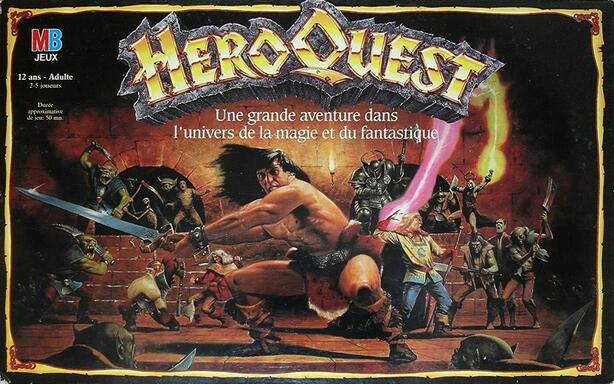 MB
JEUX
12 ans - Adulte
2-5 joueurs
Durée
approximative
de jeu: 50 mn.
HEROQUEST
Une grande aventure dans
l'univers de la magie et du fantastique